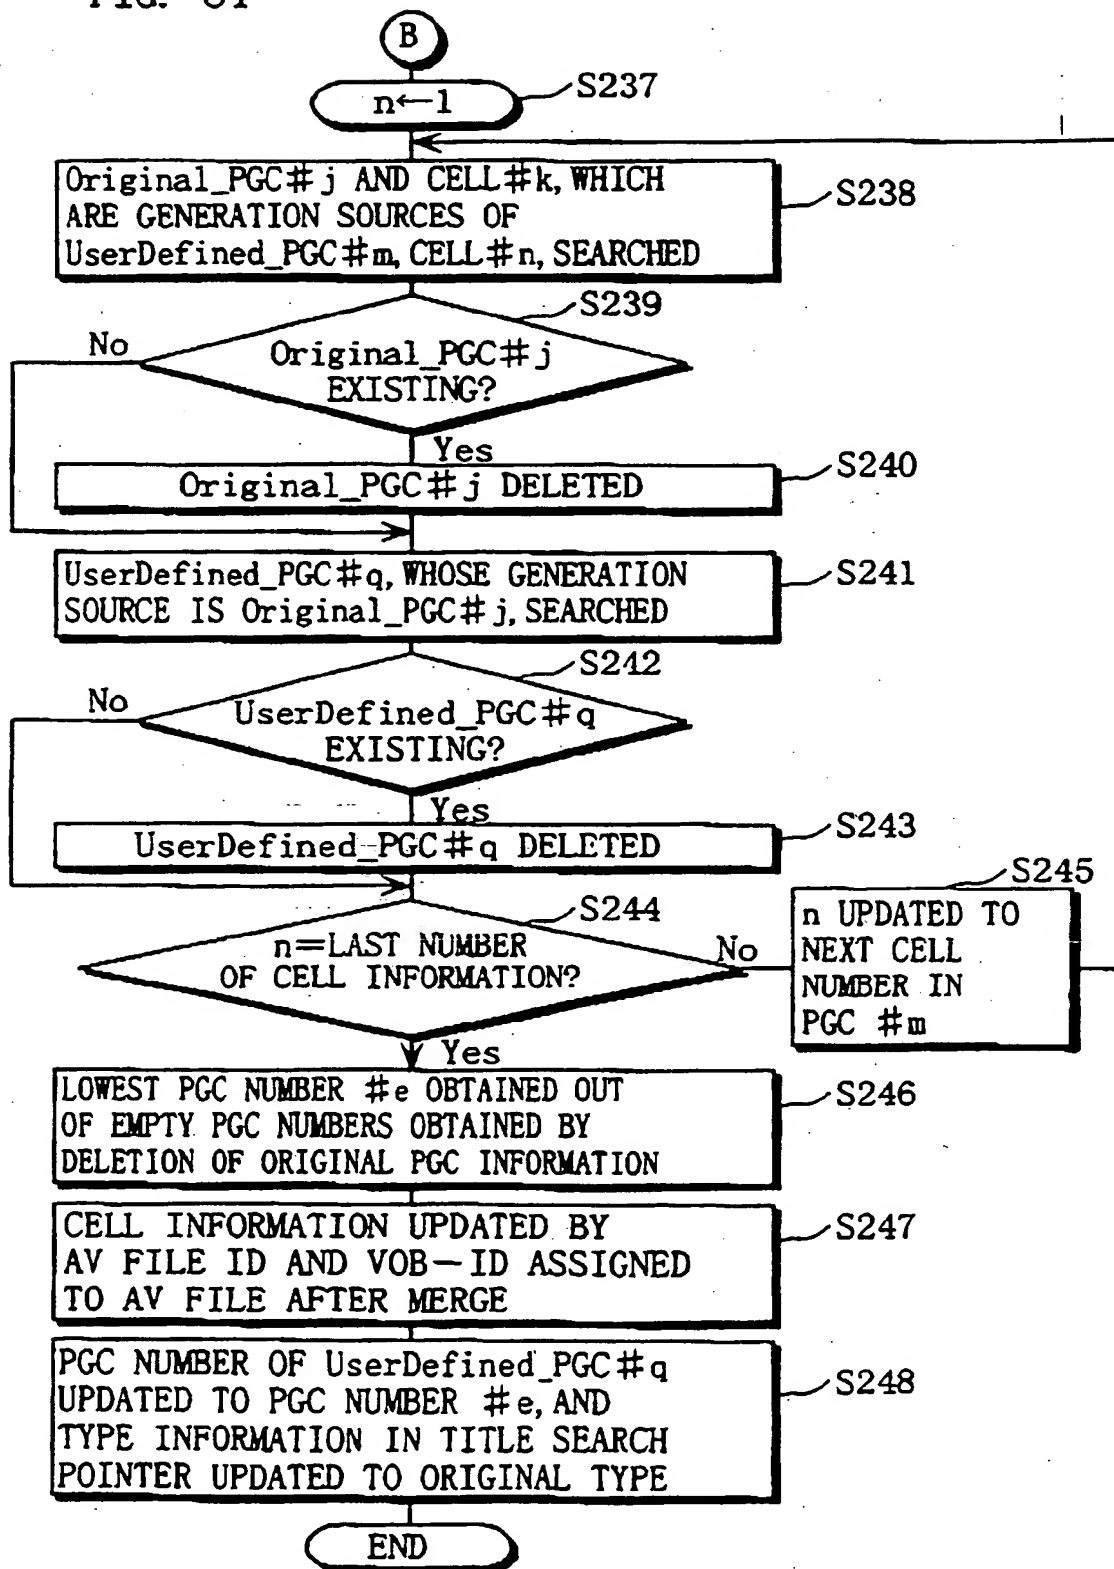 B
n←1
S237
Original_PGC#j AND CELL#k, WHICH
ARE GENERATION SOURCES OF
UserDefined_PGC#m, CELL#n, SEARCHED
S238
S239
No
Original_PGC#j
EXISTING?
Yes
Original_PGC#j DELETED
S240
UserDefined_PGC#q, WHOSE GENERATION
SOURCE IS Original_PGC#j, SEARCHED
S241
S242
No
UserDefined_PGC#q
EXISTING?
Yes
UserDefined_PGC#q DELETED
S243
S244
n=LAST NUMBER
OF CELL INFORMATION?
No
S245
n UPDATED TO
NEXT CELL
NUMBER IN
PGC #m
Yes
LOWEST PGC NUMBER #e OBTAINED OUT
OF EMPTY PGC NUMBERS OBTAINED BY
DELETION OF ORIGINAL PGC INFORMATION
S246
CELL INFORMATION UPDATED BY
AV FILE ID AND VOB-ID ASSIGNED
TO AV FILE AFTER MERGE
S247
PGC NUMBER OF UserDefined_PGC#q
UPDATED TO PGC NUMBER #e, AND
TYPE INFORMATION IN TITLE SEARCH
POINTER UPDATED TO ORIGINAL TYPE
S248
END